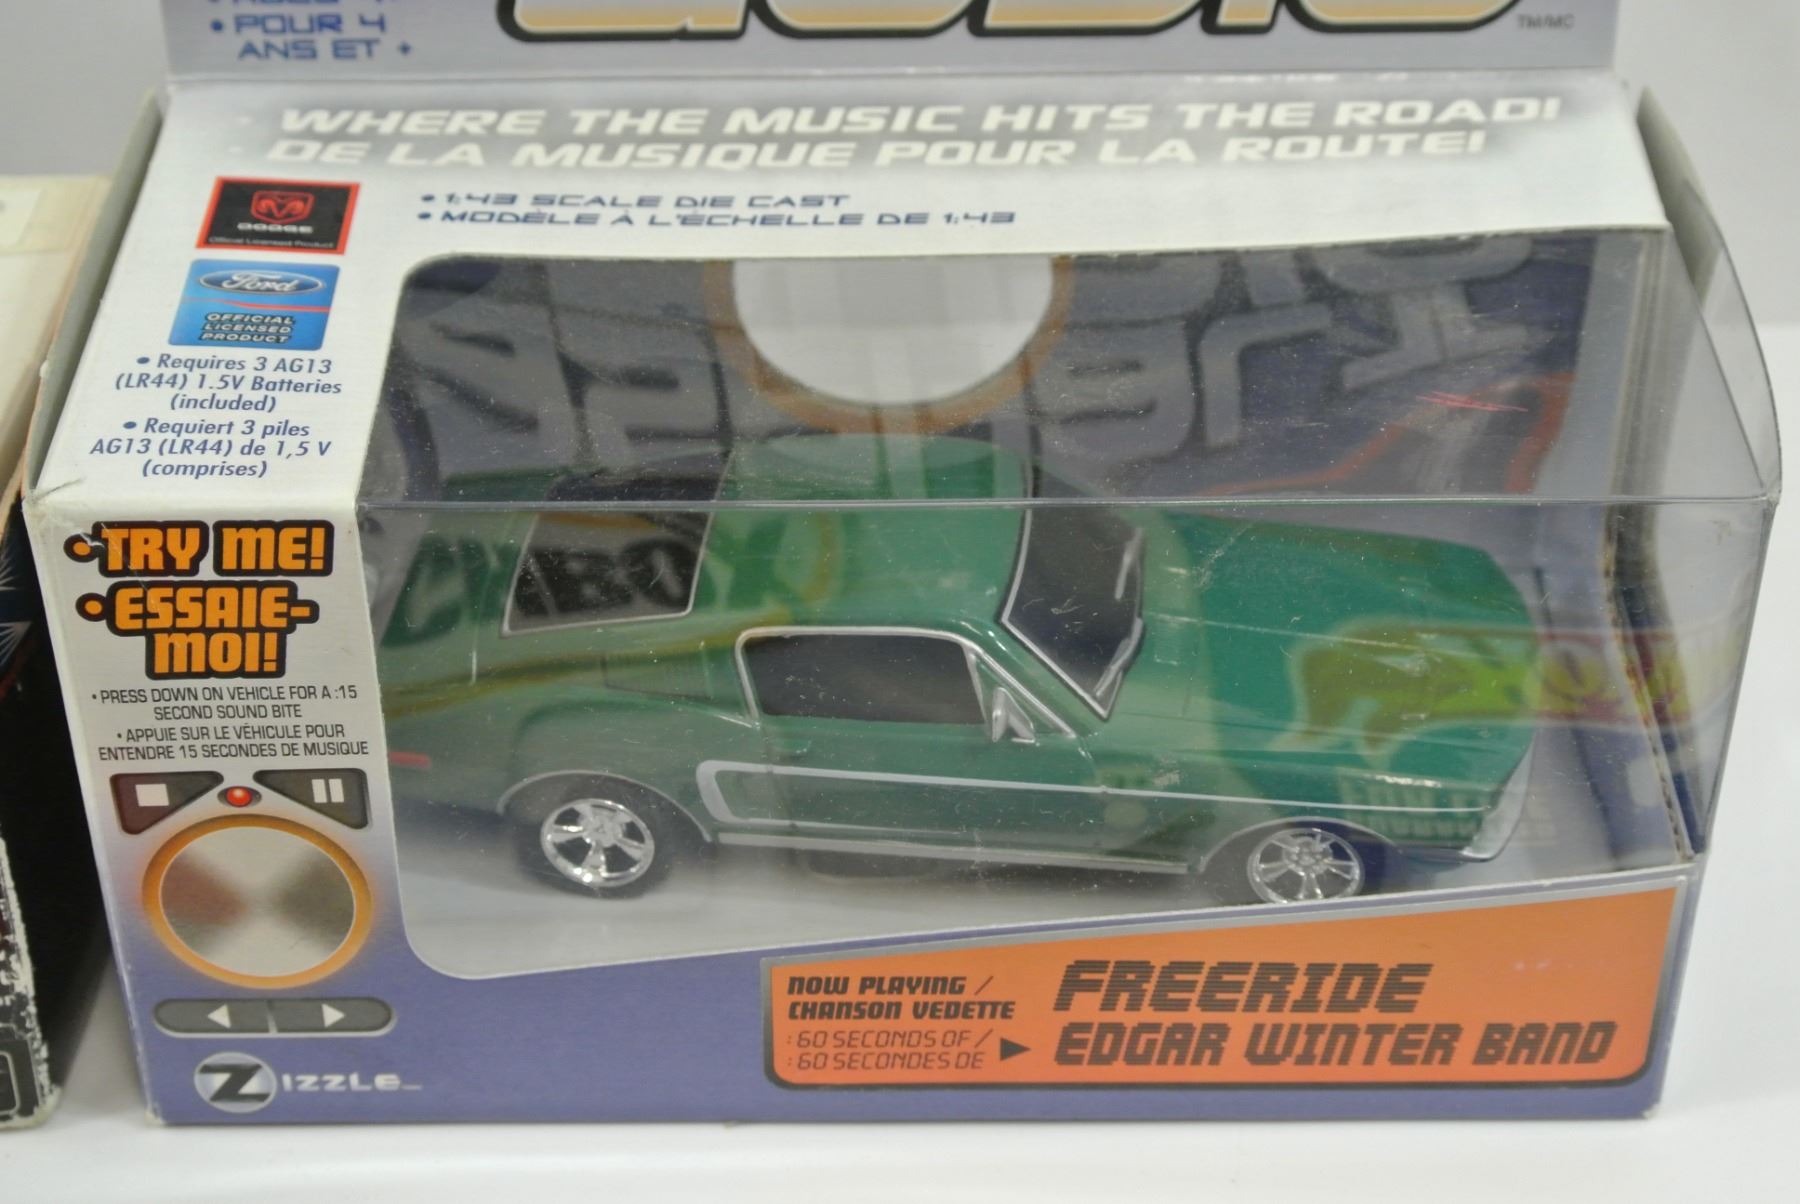 • POUR 4
ANS ET +
TM/MC
WHERE THE MUSIC HITS THE ROAD!
DE LA MUSIQUE POUR LA ROUTE!
DODGE
Official Licensed Product
• 1:43 SCALE DIE CAST
• MODÈLE À L'ÉCHELLE DE 1:43
Ford
OFFICIAL
LICENSED
PRODUCT
• Requires 3 AG13
(LR44) 1.5V Batteries
(included)
• Requiert 3 piles
AG13 (LR44) de 1,5 V
(comprises)
• TRY ME!
• ESSAIE-
MOI!
• PRESS DOWN ON VEHICLE FOR A :15
SECOND SOUND BITE
• APPUIE SUR LE VÉHICULE POUR
ENTENDRE 15 SECONDES DE MUSIQUE
NOW PLAYING /
CHANSON VEDETTE
:60 SECONDS OF /
:60 SECONDES DE
FREERIDE
EDGAR WINTER BAND
ZIZZLE